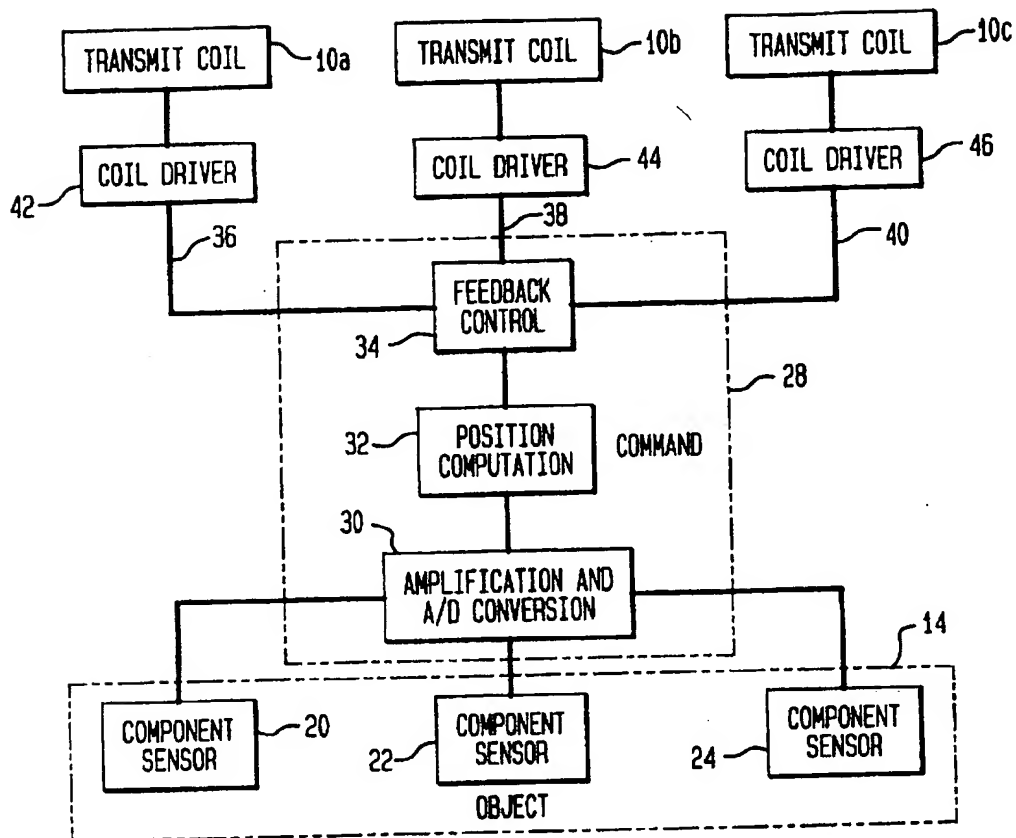 TRANSMIT COIL
10a
TRANSMIT COIL
10b
TRANSMIT COIL
10c
COIL DRIVER
42
COIL DRIVER
44
COIL DRIVER
46
36
38
40
FEEDBACK
CONTROL
34
28
32
POSITION
COMPUTATION
COMMAND
30
AMPLIFICATION AND
A/D CONVERSION
14
COMPONENT
SENSOR
20
COMPONENT
SENSOR
22
COMPONENT
SENSOR
24
OBJECT